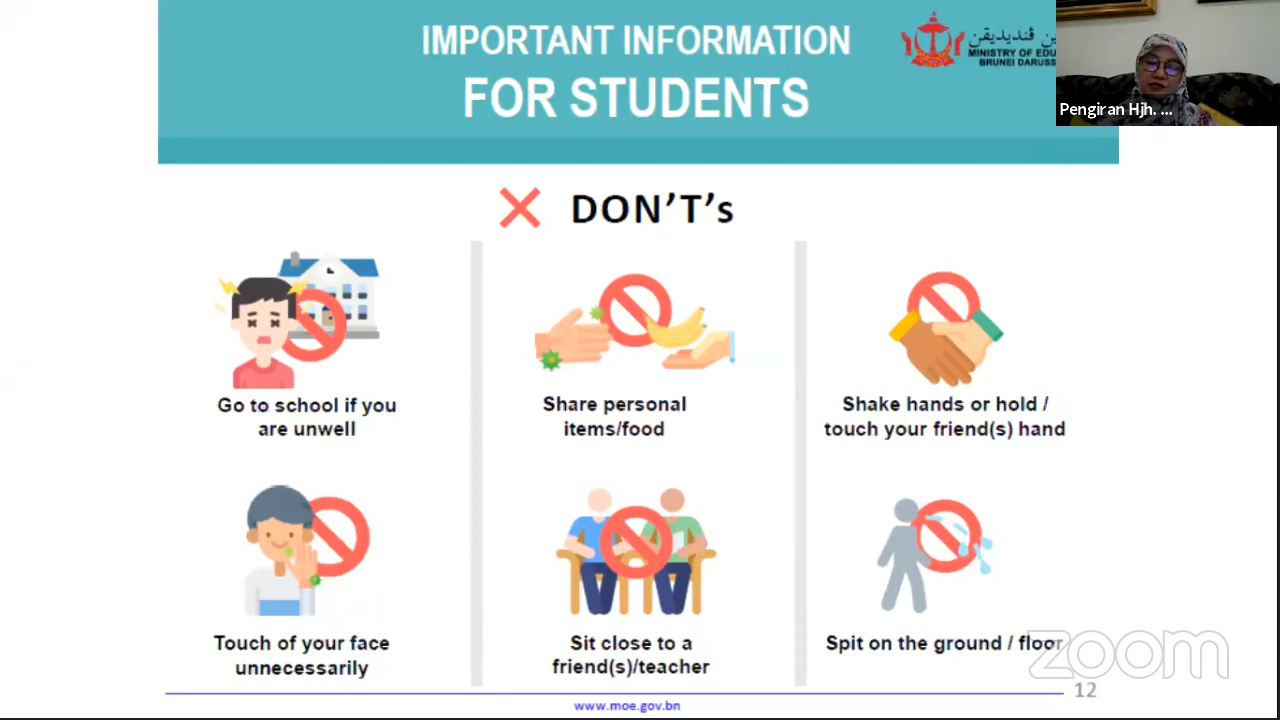 IMPORTANT INFORMATION
FOR STUDENTS
ين ڤنديديقن
MINISTRY OF EDU
BRUNEI DARUSS
Pengiran Hjh. ...
DON'T's
Go to school if you
are unwell
Share personal
items/food
Shake hands or hold /
touch your friend(s) hand
Touch of your face
unnecessarily
Sit close to a
friend(s)/teacher
Spit on the ground / floor
zoom
12
www.moe.gov.bn